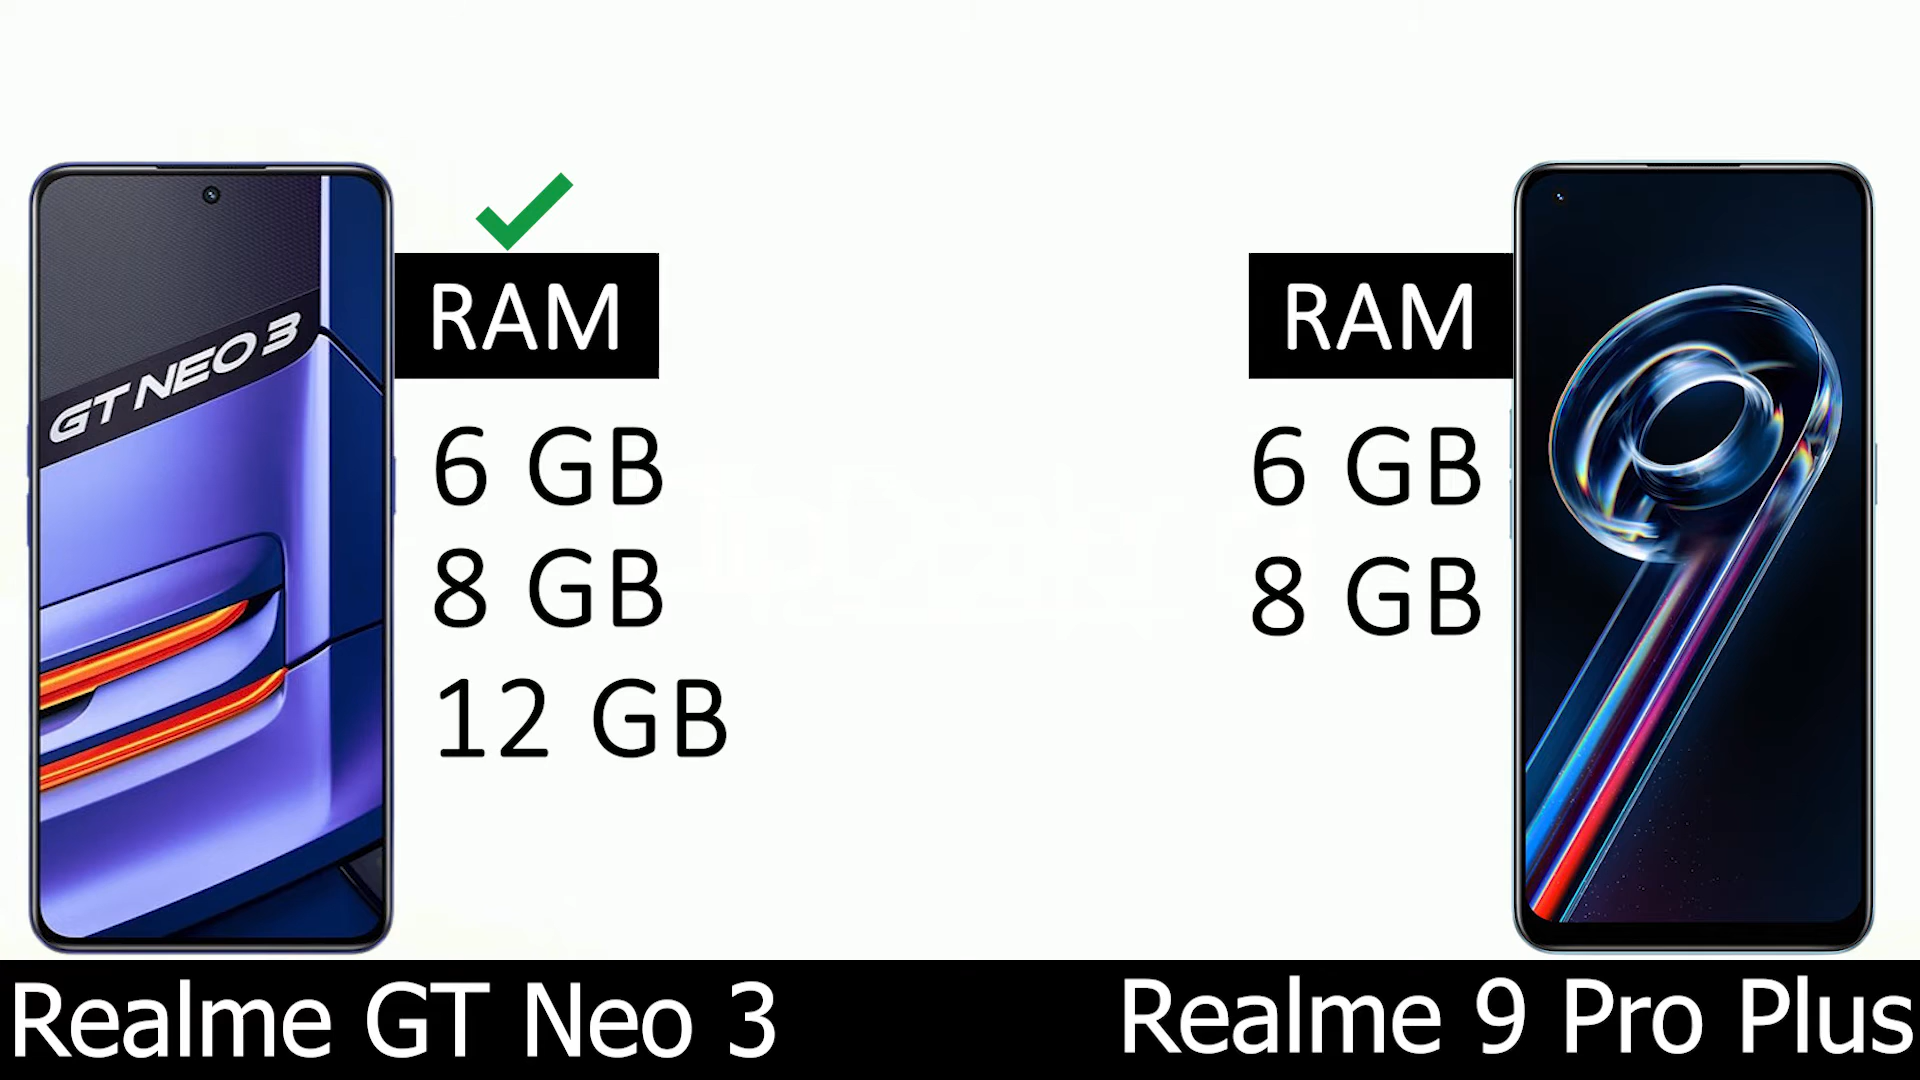 GT NEO 3
RAM
6 GB
8 GB
12 GB
RAM
6 GB
8 GB
Realme GT Neo 3
Realme 9 Pro Plus